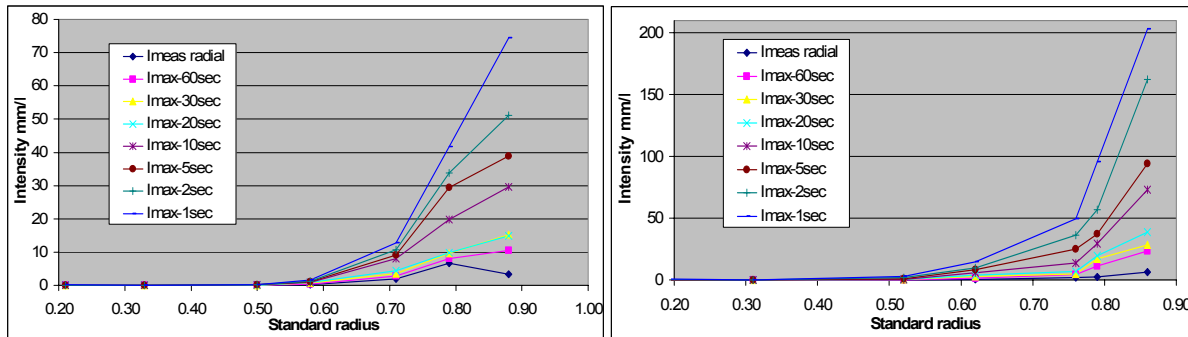 80
70
60
50
40
30
20
10
0
Intensity mm/l
Imeas radial
Imax-60sec
Imax-30sec
Imax-20sec
Imax-10sec
Imax-5sec
Imax-2sec
Imax-1sec
0.20 0.30 0.40 0.50 0.60 0.70 0.80 0.90 1.00
Standard radius
200
150
100
50
0
Intensity mm/l
Imeas radial
Imax-60sec
Imax-30sec
Imax-20sec
Imax-10sec
Imax-5sec
Imax-2sec
Imax-1sec
0.20 0.30 0.40 0.50 0.60 0.70 0.80 0.90
Standard radius